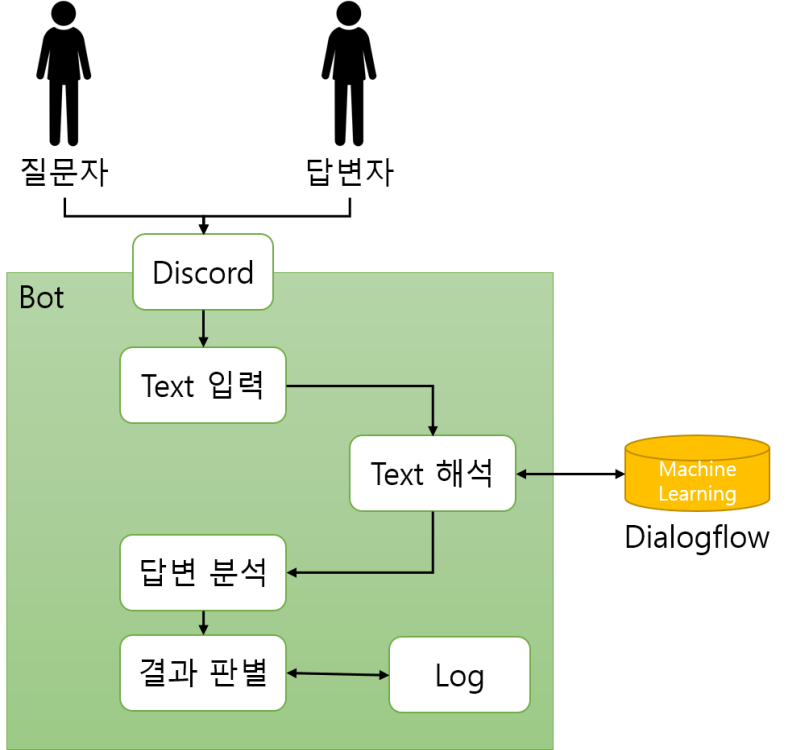 질문자
답변자
Discord
Bot
Text 입력
Text 해석
Machine
Learning
Dialogflow
답변 분석
결과 판별
Log